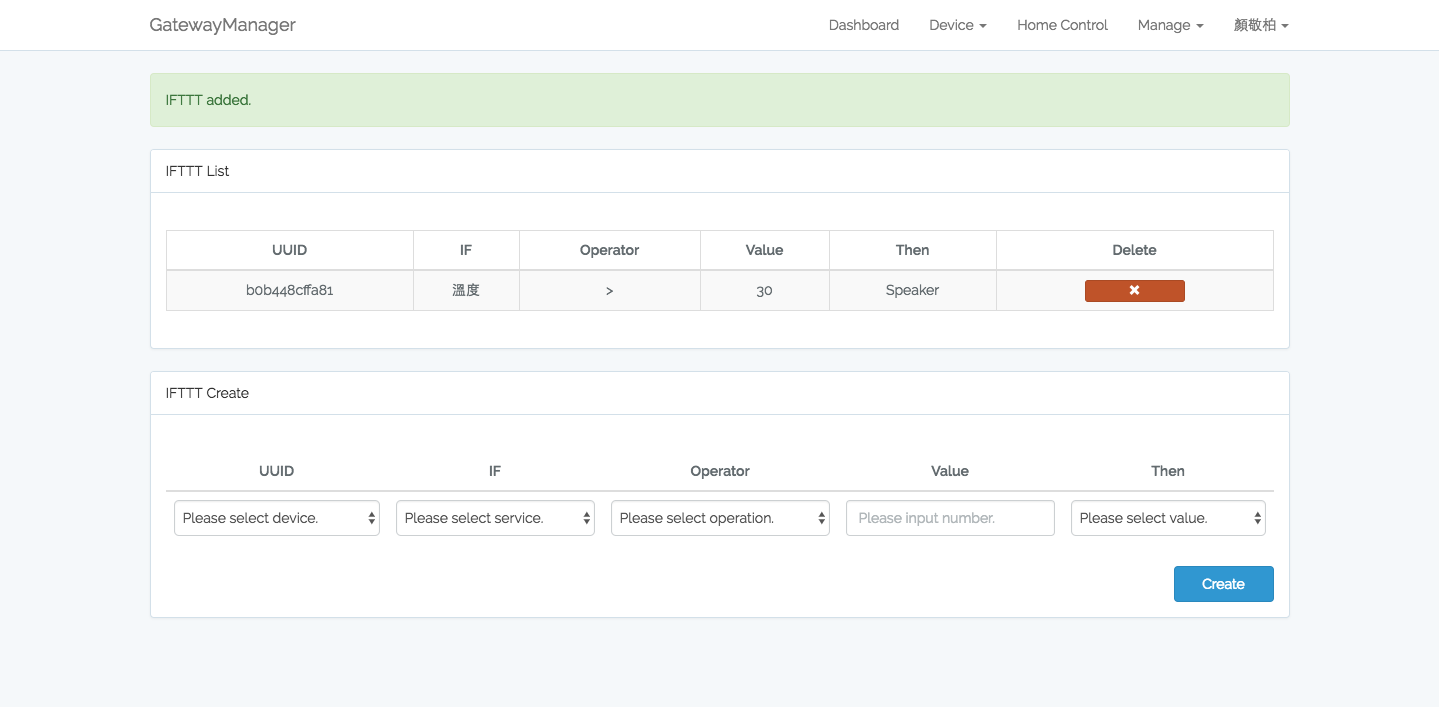 GatewayManager Dashboard Device Home Control Manage 顏敬柏
IFTTT added.
IFTTT List
UUID IF Operator Value Then Delete
b0b448cffa81 溫度 > 30 Speaker
IFTTT Create
UUID IF Operator Value Then
Please select device. Please select service. Please select operation. Please input number. Please select value.
Create